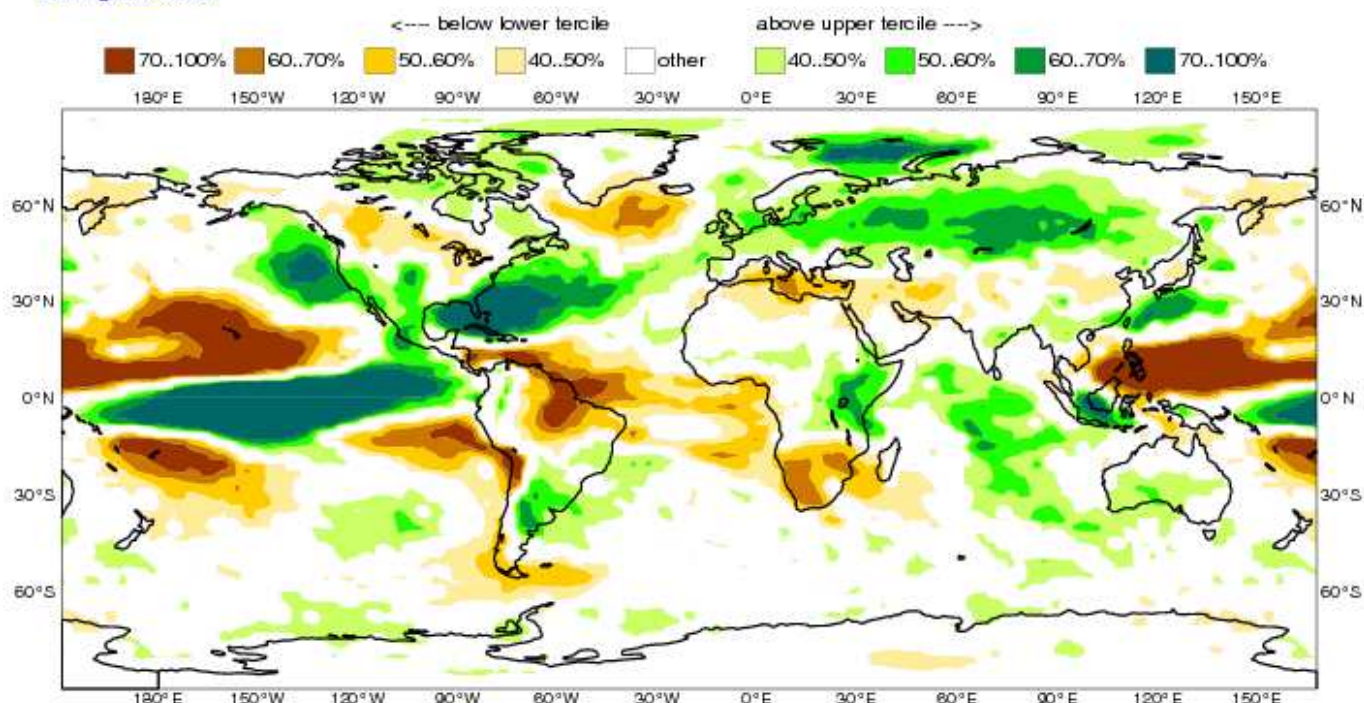 <---- below lower tercile above upper tercile ---->
70..100% 60..70% 50..60% 40..50% other 40..50% 50..60% 60..70% 70..100%
180°E 150°W 120°W 90°W 60°W 30°W 0°E 30°E 60°E 90°E 120°E 150°E
60°N 60°N
30°N 30°N
0°N 0°N
30°S 30°S
60°S 60°S
180°E 150°W 120°W 90°W 60°W 30°W 0°E 30°E 60°E 90°E 120°E 150°E